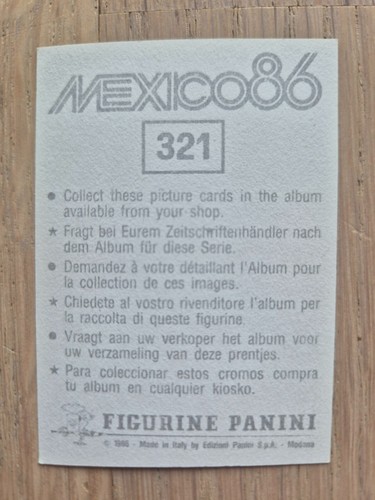 MEXICO86
321
● Collect these picture cards in the album
available from your shop.
★ Fragt bei Eurem Zeitschriftenhändler nach
dem Album für diese Serie.
● Demandez à votre détaillant l'Album pour
la collection de ces images.
★ Chiedete al vostro rivenditore l'album per
la raccolta di queste figurine.
● Vraagt aan uw verkoper het album voor
uw verzameling van deze prentjes.
★ Para coleccionar estos cromos compra
tu album en cualquier kiosko.
FIGURINE PANINI
© 1986 - Made in Italy by Edizioni Panini S.p.A. - Modena